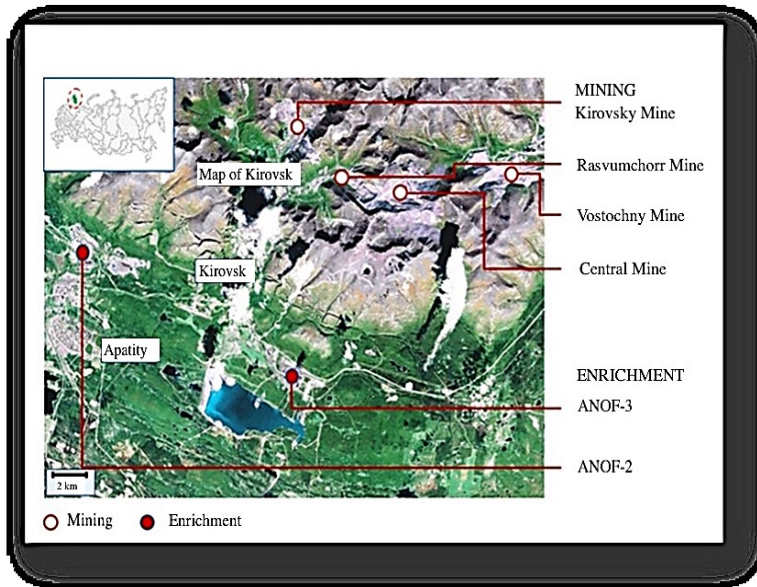 MINING
Kirovsky Mine
Map of Kirovsk
Rasvumchorr Mine
Vostochny Mine
Kirovsk
Central Mine
Apatity
ENRICHMENT
ANOF-3
ANOF-2
2 km
Mining
Enrichment